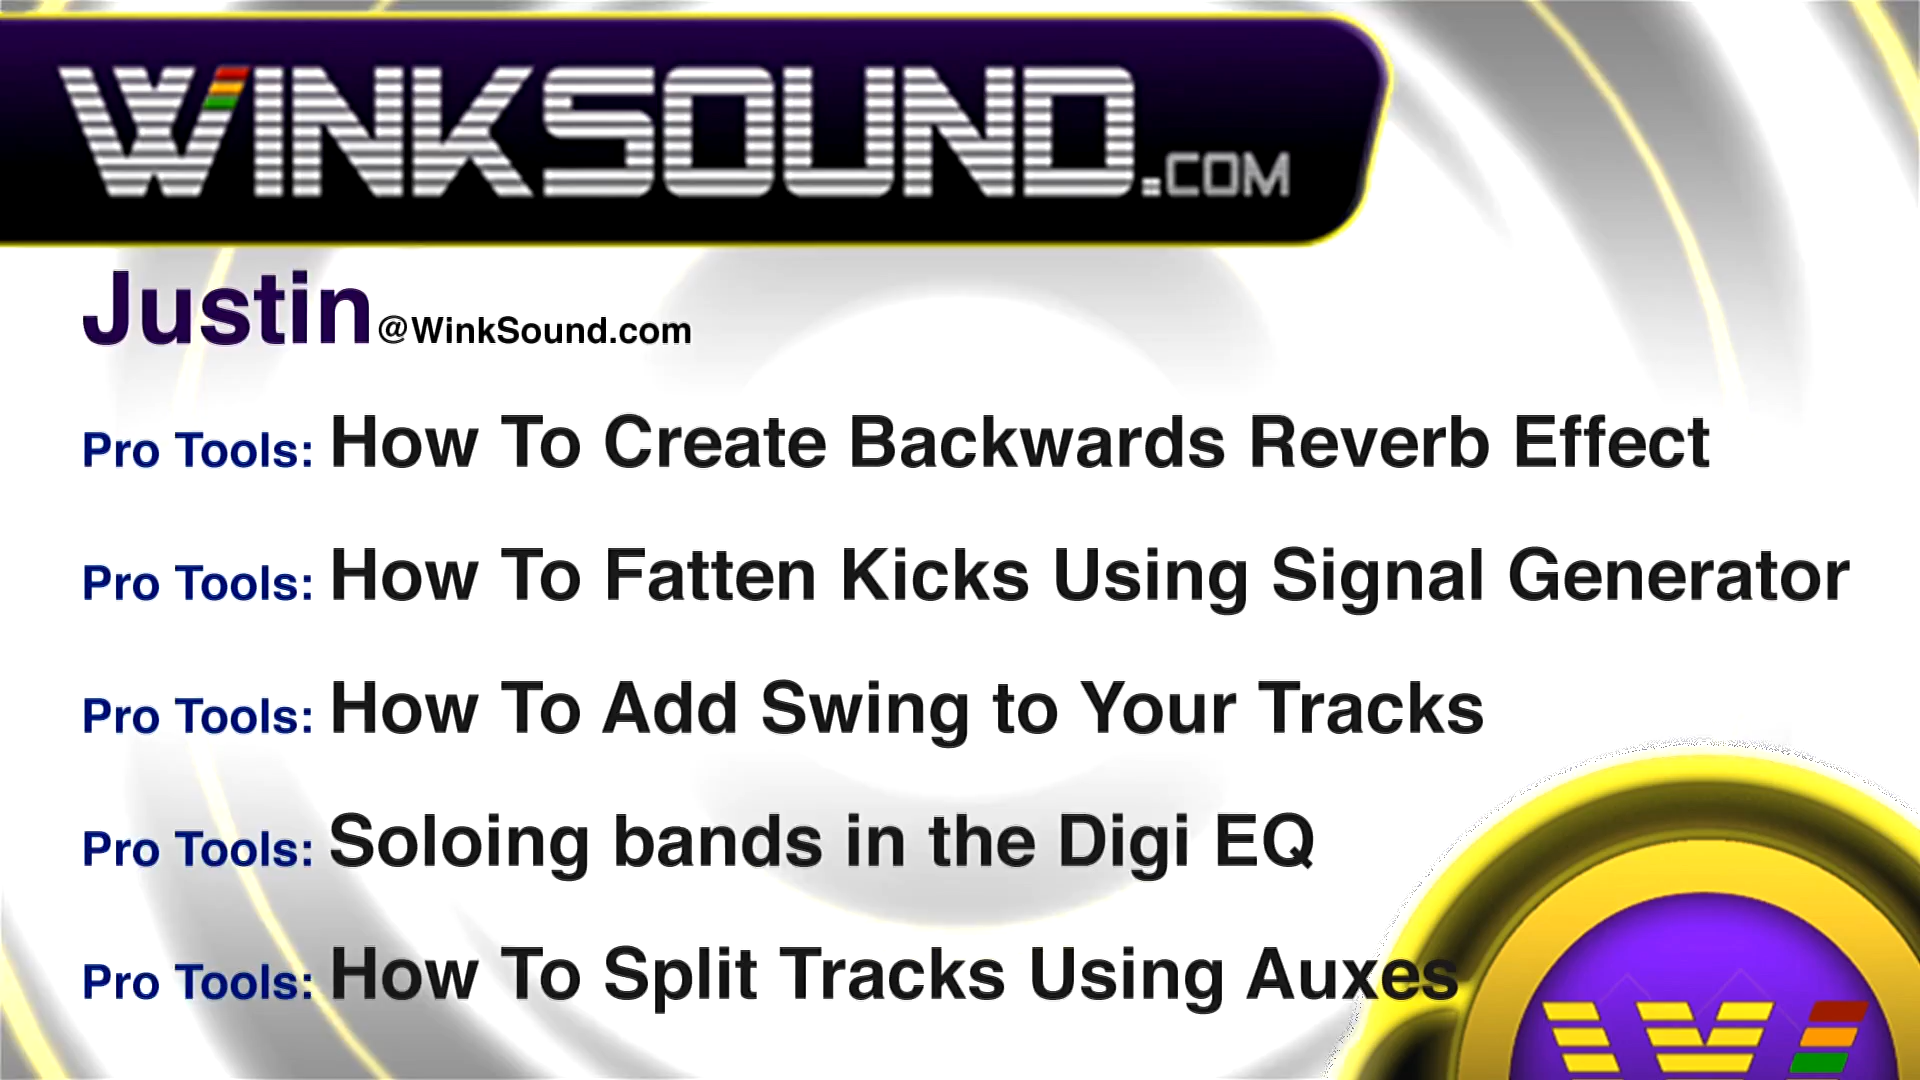 WINKSOUND.COM
Justin@WinkSound.com
Pro Tools: How To Create Backwards Reverb Effect
Pro Tools: How To Fatten Kicks Using Signal Generator
Pro Tools: How To Add Swing to Your Tracks
Pro Tools: Soloing bands in the Digi EQ
Pro Tools: How To Split Tracks Using Auxes